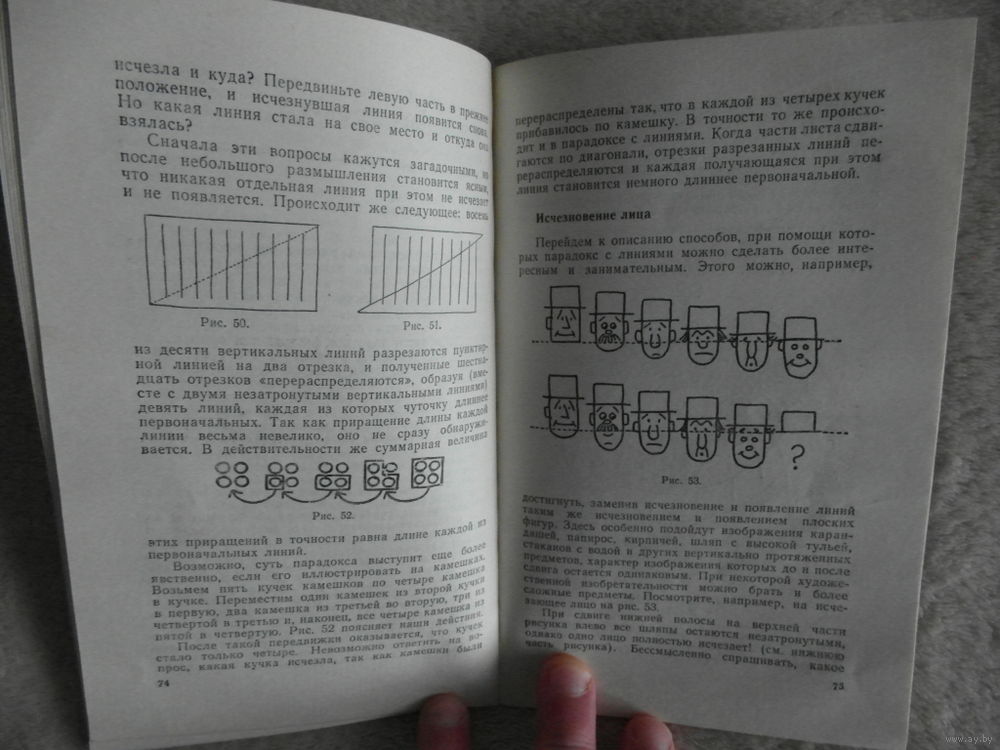 исчезла и куда? Передвиньте левую часть в прежнее
положение, и исчезнувшая линия появится снова.
Но какая линия стала на свое место и откуда она
взялась?
Сначала эти вопросы кажутся загадочными, но
после небольшого размышления становится ясным,
что никакая отдельная линия при этом не исчезает
и не появляется. Происходит же следующее: восемь
Рис. 50.
Рис. 51.
из десяти вертикальных линий разрезаются пунктир-
ной линией на два отрезка, и полученные шестна-
дцать отрезков «перераспределяются», образуя (вме-
сте с двумя незатронутыми вертикальными линиями)
девять линий, каждая из которых чуточку длиннее
первоначальных. Так как приращение длины каждой
линии весьма невелико, оно не сразу обнаружи-
вается. В действительности же суммарная величина
Рис. 52.
этих приращений в точности равна длине каждой из
первоначальных линий.
Возможно, суть парадокса выступит еще более
явственно, если его иллюстрировать на камешках.
Возьмем пять кучек камешков по четыре камешка
в кучке. Переместим один камешек из второй кучки
в первую, два камешка из третьей во вторую, три из
четвертой в третью и, наконец, все четыре камешка из
пятой в четвертую. Рис. 52 поясняет наши действия.
После такой передвижки оказывается, что кучек
стало только четыре. Невозможно ответить на во-
прос, какая кучка исчезла, так как камешки были
74
перераспределены так, что в каждой из четырех кучек
прибавилось по камешку. В точности то же происхо-
дит и в парадоксе с линиями. Когда части листа сдви-
гаются по диагонали, отрезки разрезанных линий пе-
рераспределяются и каждая получающаяся при этом
линия становится немного длиннее первоначальной.
Исчезновение лица
Перейдем к описанию способов, при помощи кото-
рых парадокс с линиями можно сделать более инте-
ресным и занимательным. Этого можно, например,
?
Рис. 53.
достигнуть, заменив исчезновение и появление линий
таким же исчезновением и появлением плоских
фигур. Здесь особенно подойдут изображения каран-
дашей, папирос, кирпичей, шляп с высокой тульей,
стаканов с водой и других вертикально протяженных
предметов, характер изображения которых до и после
сдвига остается одинаковым. При некоторой художе-
ственной изобретательности можно брать и более
сложные предметы. Посмотрите, например, на исче-
зающее лицо на рис. 53.
При сдвиге нижней полосы на верхней части
рисунка влево все шляпы остаются незатронутыми,
однако одно лицо полностью исчезает! (см. нижнюю
часть рисунка). Бессмысленно спрашивать, какое
75
www.ay.by